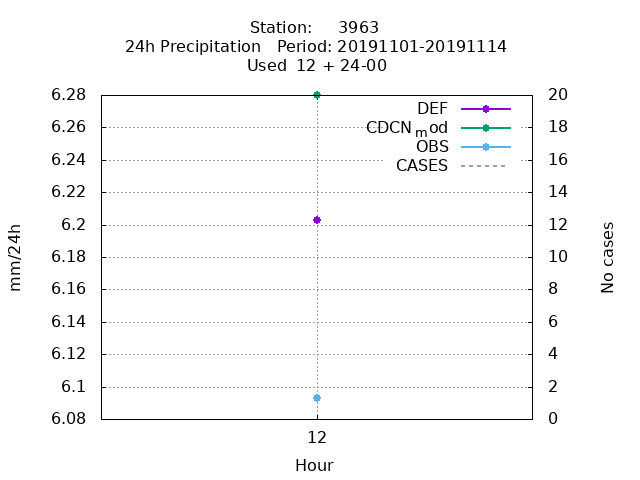 Station: 3963
24h Precipitation Period: 20191101-20191114
Used 12 + 24-00
6.28 20
DEF
6.26 CDCN_mod 18
OBS
6.24 CASES 16
6.22 14
6.2 12
mm/24h
No cases
6.18 10
6.16 8
6.14 6
6.12 4
6.1 2
6.08 0
12
Hour